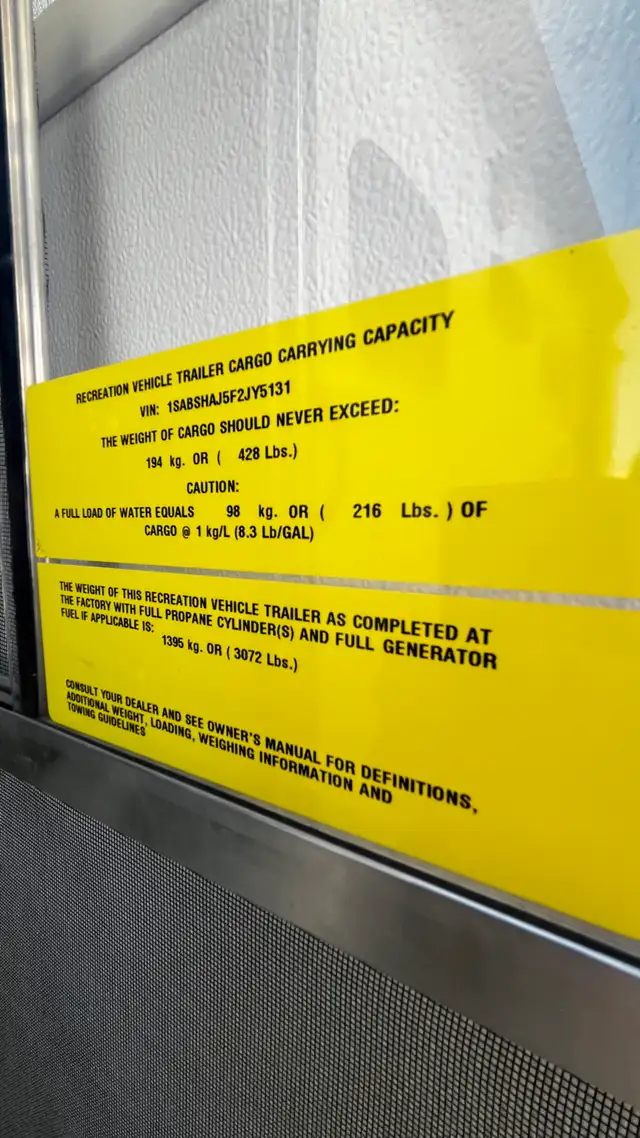 RECREATION VEHICLE TRAILER CARGO CARRYING CAPACITY
VIN: 1SABSHAJ5F2JY5131
THE WEIGHT OF CARGO SHOULD NEVER EXCEED:
194 kg. OR ( 428 Lbs.)
CAUTION:
A FULL LOAD OF WATER EQUALS 98 kg. OR ( 216 Lbs. ) OF
CARGO @ 1 kg/L (8.3 Lb/GAL)
THE WEIGHT OF THIS RECREATION VEHICLE TRAILER AS COMPLETED AT
THE FACTORY WITH FULL PROPANE CYLINDER(S) AND FULL GENERATOR
FUEL IF APPLICABLE IS:
1395 kg. OR ( 3072 Lbs.)
CONSULT YOUR DEALER AND SEE OWNER'S MANUAL FOR DEFINITIONS,
ADDITIONAL WEIGHT, LOADING, WEIGHING INFORMATION AND
TOWING GUIDELINES